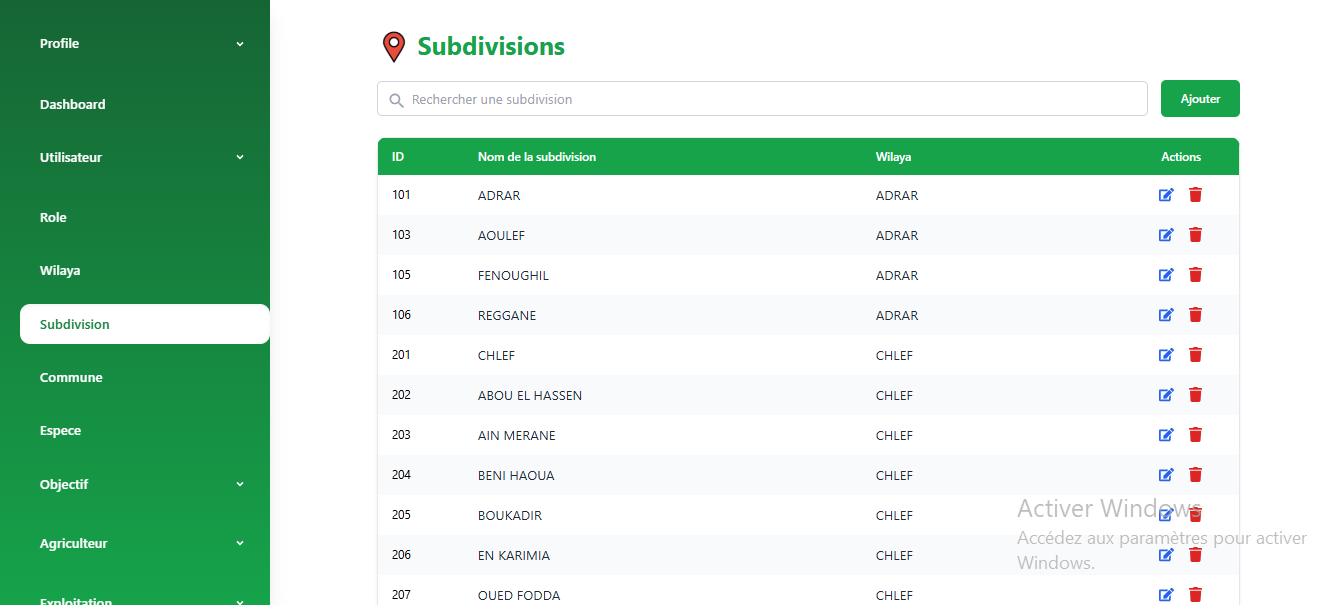 Profile
Dashboard
Utilisateur
Role
Wilaya
Subdivision
Commune
Espece
Objectif
Agriculteur
Exploitation
Subdivisions
Rechercher une subdivision
Ajouter
ID Nom de la subdivision Wilaya Actions
101 ADRAR ADRAR
103 AOULEF ADRAR
105 FENOUGHIL ADRAR
106 REGGANE ADRAR
201 CHLEF CHLEF
202 ABOU EL HASSEN CHLEF
203 AIN MERANE CHLEF
204 BENI HAOUA CHLEF
205 BOUKADIR CHLEF
206 EN KARIMIA CHLEF
207 OUED FODDA CHLEF
Activer Windows
Accédez aux paramètres pour activer
Windows.